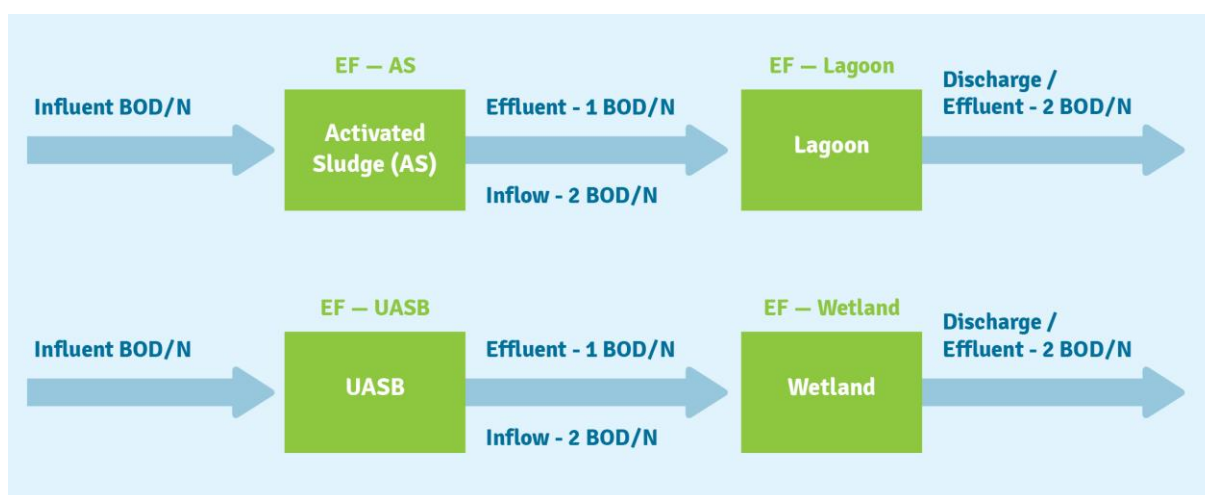 EF — AS
EF — Lagoon
Influent BOD/N
Activated
Sludge (AS)
Effluent - 1 BOD/N
Inflow - 2 BOD/N
Lagoon
Discharge /
Effluent - 2 BOD/N
EF — UASB
EF — Wetland
Influent BOD/N
UASB
Effluent - 1 BOD/N
Inflow - 2 BOD/N
Wetland
Discharge /
Effluent - 2 BOD/N